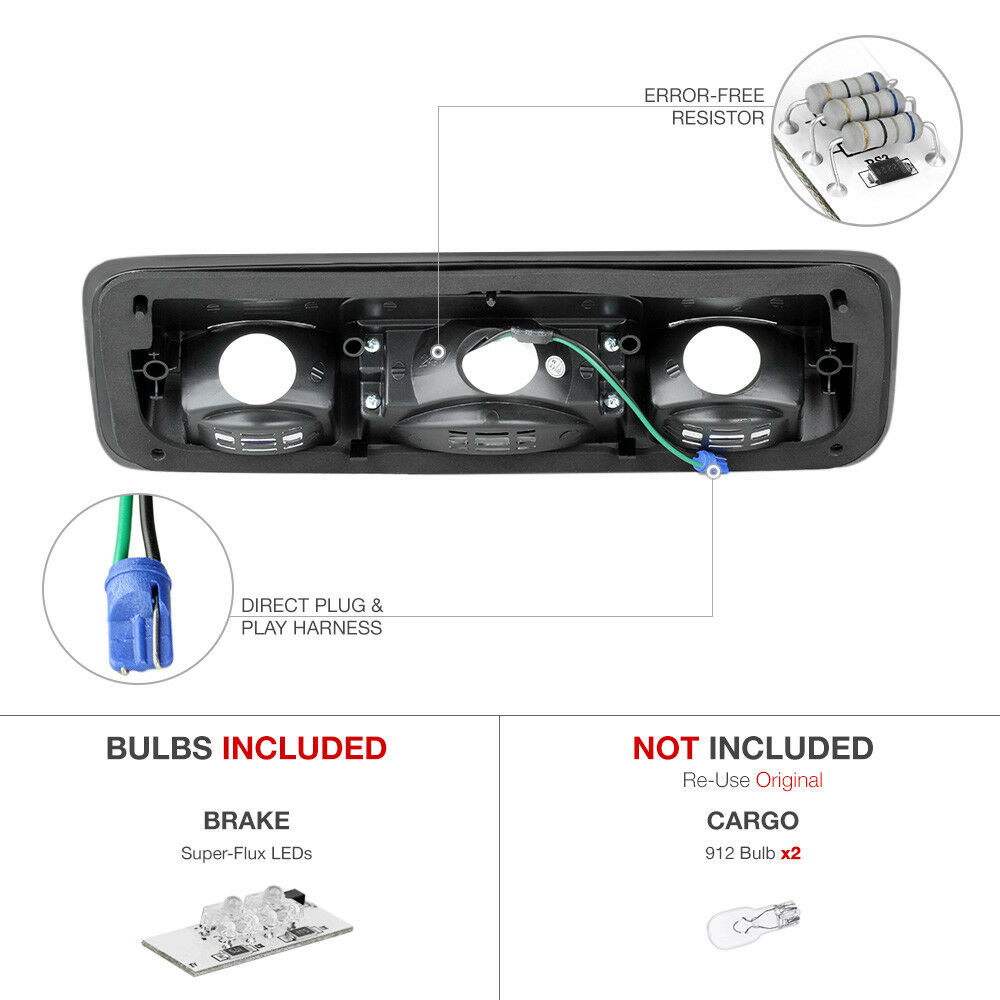 ERROR-FREE
RESISTOR
DIRECT PLUG &
PLAY HARNESS
BULBS INCLUDED
BRAKE
Super-Flux LEDs
NOT INCLUDED
Re-Use Original
CARGO
912 Bulb x2